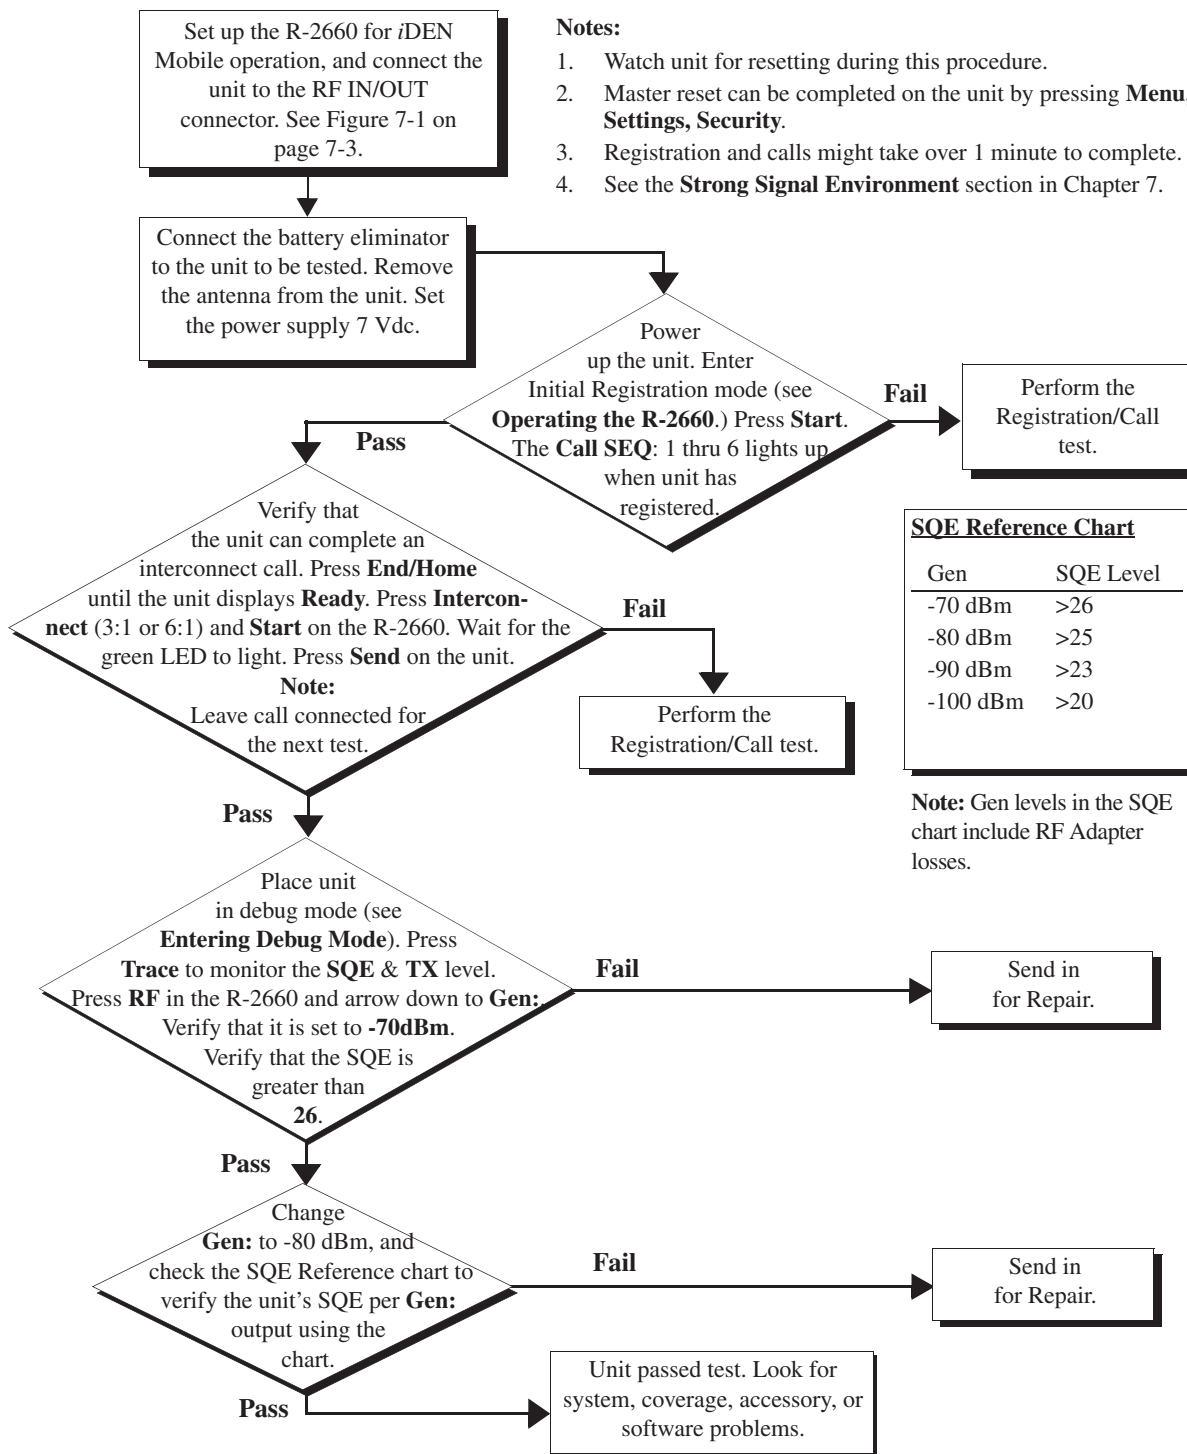 Set up the R-2660 for iDEN
Mobile operation, and connect the
unit to the RF IN/OUT
connector. See Figure 7-1 on
page 7-3.
Notes:
1. Watch unit for resetting during this procedure.
2. Master reset can be completed on the unit by pressing Menu,
Settings, Security.
3. Registration and calls might take over 1 minute to complete.
4. See the Strong Signal Environment section in Chapter 7.
Connect the battery eliminator
to the unit to be tested. Remove
the antenna from the unit. Set
the power supply 7 Vdc.
Power
up the unit. Enter
Initial Registration mode (see
Operating the R-2660.) Press Start.
The Call SEQ: 1 thru 6 lights up
when unit has
registered.
Fail
Perform the
Registration/Call
test.
Pass
Verify that
the unit can complete an
interconnect call. Press End/Home
until the unit displays Ready. Press Intercon-
nect (3:1 or 6:1) and Start on the R-2660. Wait for the
green LED to light. Press Send on the unit.
Note:
Leave call connected for
the next test.
Fail
Perform the
Registration/Call test.
SQE Reference Chart
Gen SQE Level
-70 dBm >26
-80 dBm >25
-90 dBm >23
-100 dBm >20
Note: Gen levels in the SQE
chart include RF Adapter
losses.
Pass
Place unit
in debug mode (see
Entering Debug Mode). Press
Trace to monitor the SQE & TX level.
Press RF in the R-2660 and arrow down to Gen:.
Verify that it is set to -70dBm.
Verify that the SQE is
greater than
26.
Fail
Send in
for Repair.
Pass
Change
Gen: to -80 dBm, and
check the SQE Reference chart to
verify the unit's SQE per Gen:
output using the
chart.
Fail
Send in
for Repair.
Pass
Unit passed test. Look for
system, coverage, accessory, or
software problems.